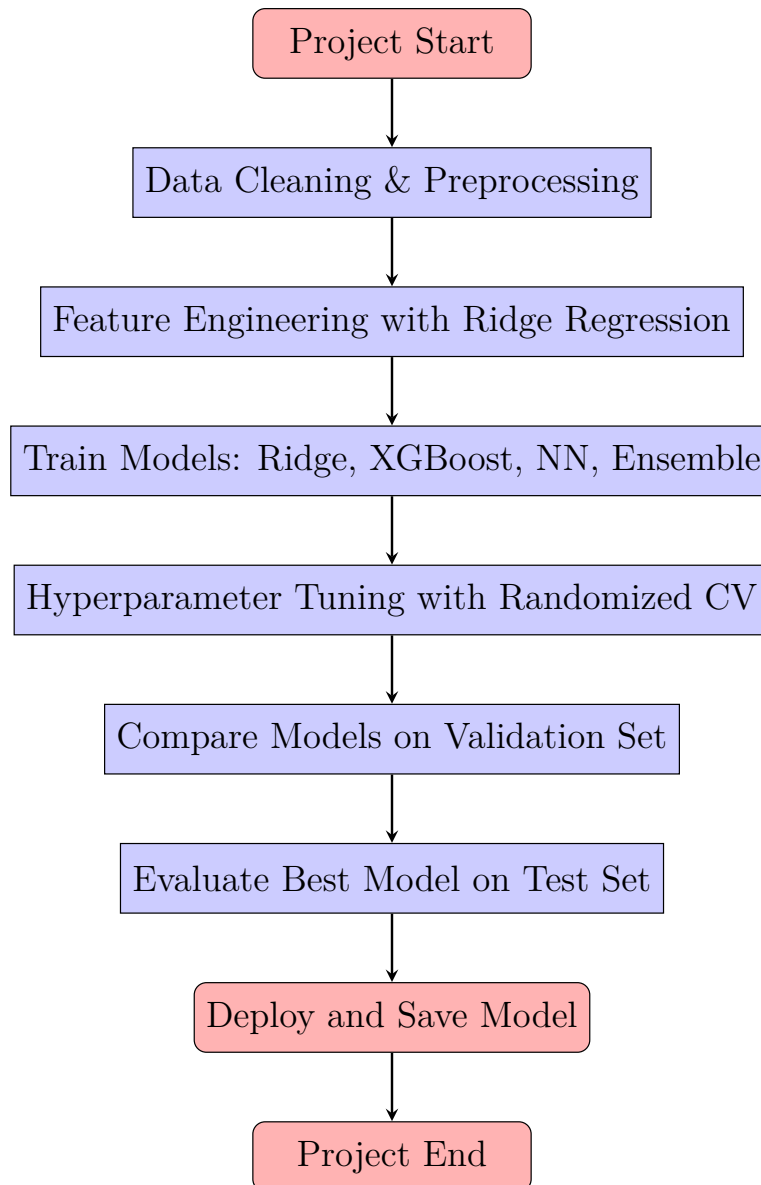 Project Start
Data Cleaning & Preprocessing
Feature Engineering with Ridge Regression
Train Models: Ridge, XGBoost, NN, Ensemble
Hyperparameter Tuning with Randomized CV
Compare Models on Validation Set
Evaluate Best Model on Test Set
Deploy and Save Model
Project End